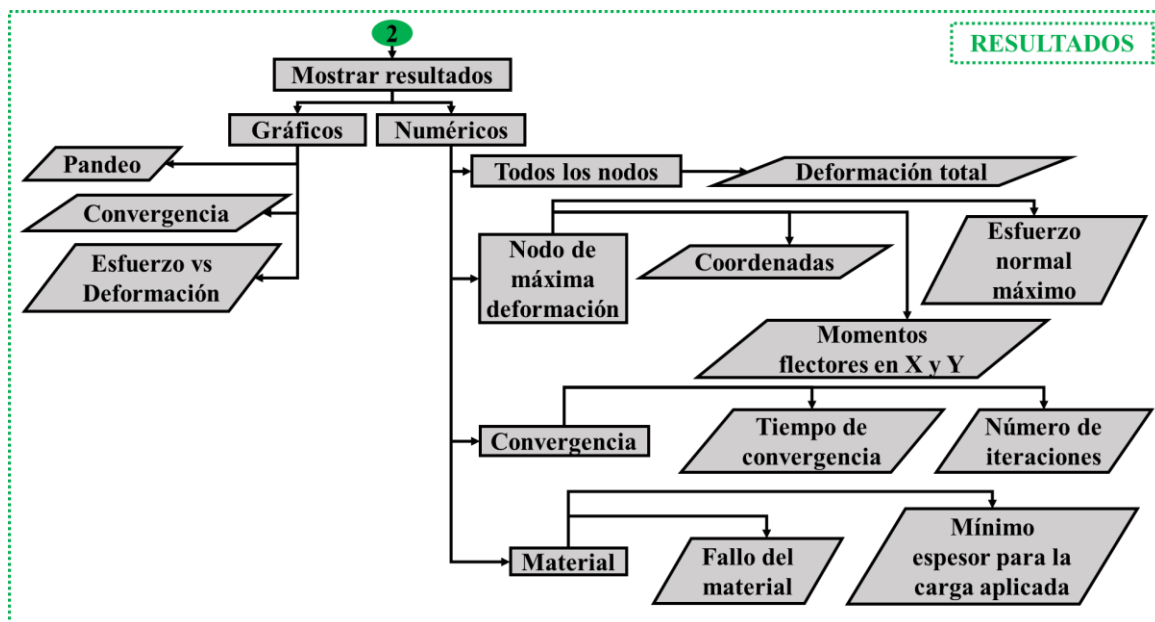 2
RESULTADOS
Mostrar resultados
Gráficos
Numéricos
Pandeo
Convergencia
Esfuerzo vs
Deformación
Todos los nodos
Deformación total
Nodo de
máxima
deformación
Coordenadas
Esfuerzo
normal
máximo
Momentos
flectores en X y Y
Convergencia
Tiempo de
convergencia
Número de
iteraciones
Material
Fallo del
material
Mínimo
espesor para la
carga aplicada